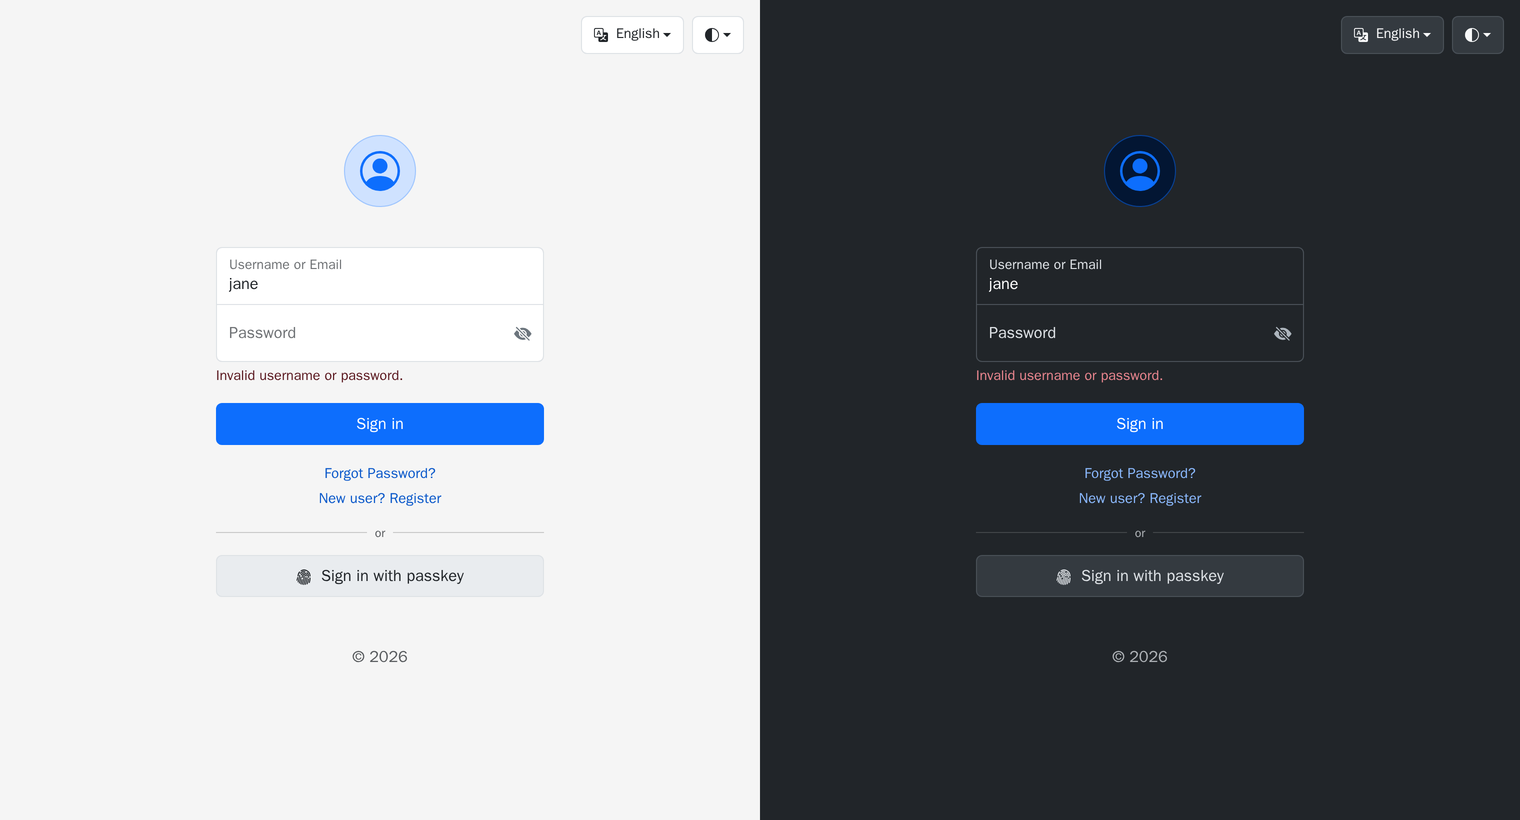 English
Username or Email
jane
Password
Invalid username or password.
Sign in
Forgot Password?
New user? Register
or
Sign in with passkey
© 2026
English
Username or Email
jane
Password
Invalid username or password.
Sign in
Forgot Password?
New user? Register
or
Sign in with passkey
© 2026